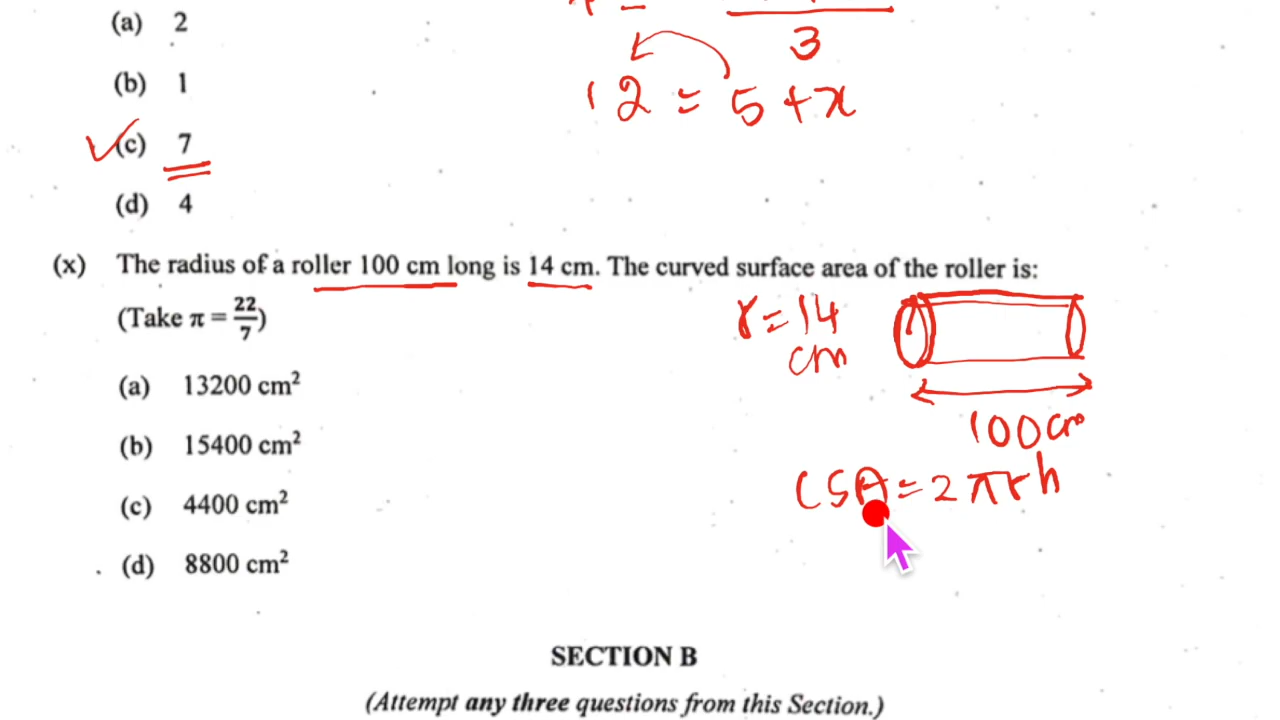 (a) 2
3
(b) 1
12 = 5 + x
(c) 7
(d) 4
(x) The radius of a roller 100 cm long is 14 cm. The curved surface area of the roller is:
(Take π = 22/7)
r = 14
cm
(a) 13200 cm²
100 cm
(b) 15400 cm²
CSA = 2πrh
(c) 4400 cm²
(d) 8800 cm²
SECTION B
(Attempt any three questions from this Section.)